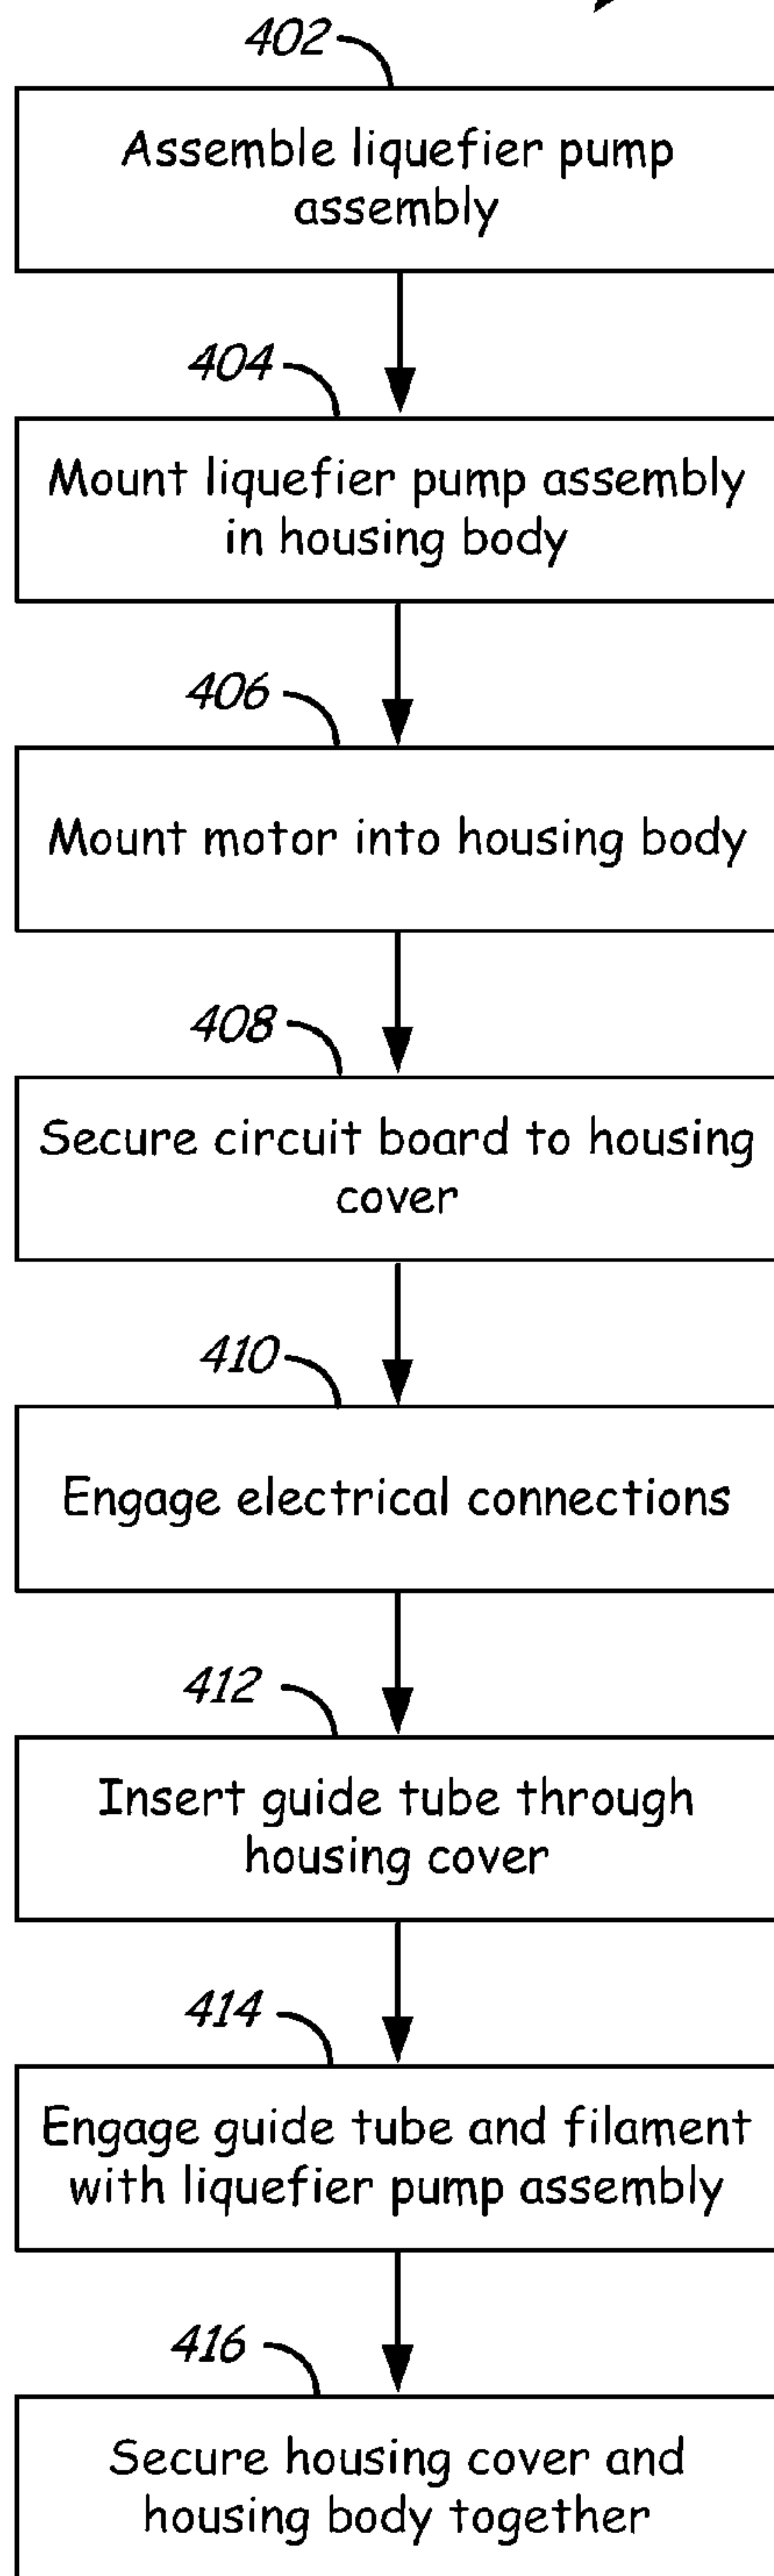 402
Assemble liquefier pump
assembly
404
Mount liquefier pump assembly
in housing body
406
Mount motor into housing body
408
Secure circuit board to housing
cover
410
Engage electrical connections
412
Insert guide tube through
housing cover
414
Engage guide tube and filament
with liquefier pump assembly
416
Secure housing cover and
housing body together